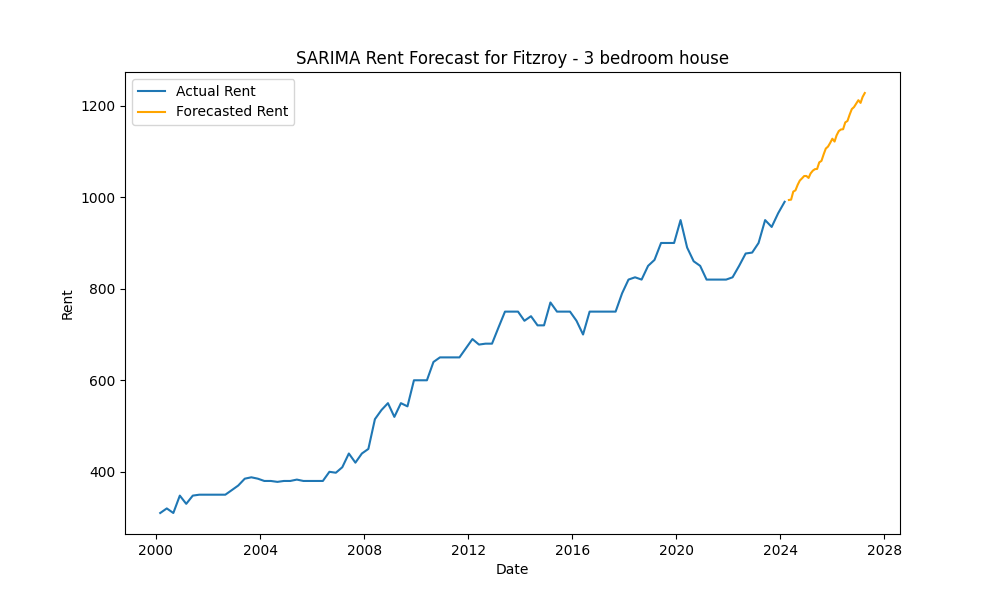 SARIMA Rent Forecast for Fitzroy - 3 bedroom house
Actual Rent
Forecasted Rent
1200
1000
800
600
400
Rent
2000 2004 2008 2012 2016 2020 2024 2028
Date